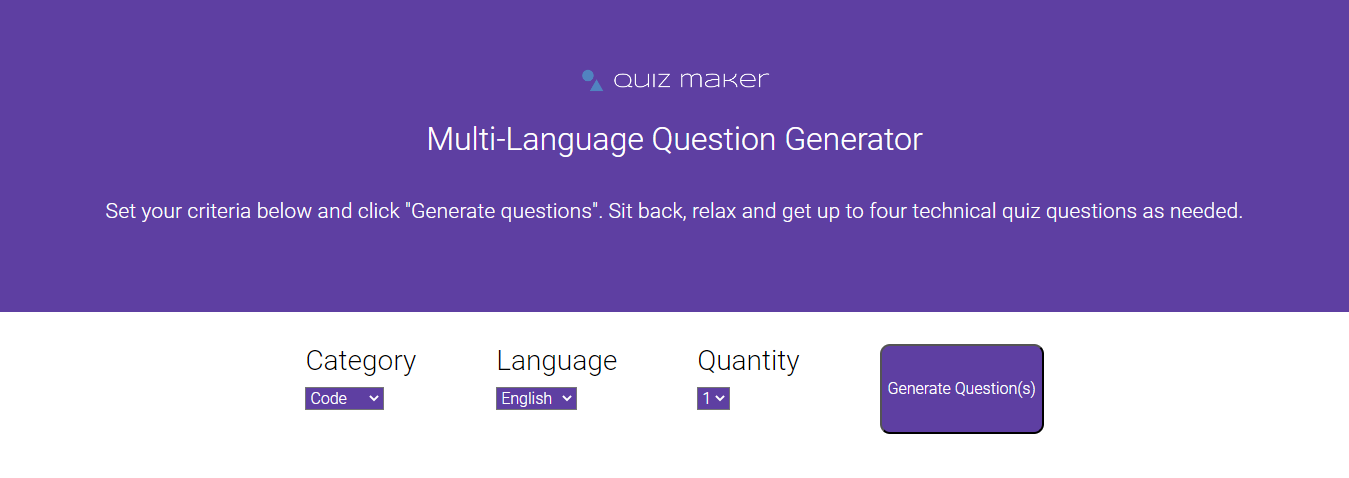 quiz maker
Multi-Language Question Generator
Set your criteria below and click "Generate questions". Sit back, relax and get up to four technical quiz questions as needed.
Category
Language
Quantity
Code
English
1
Generate Question(s)